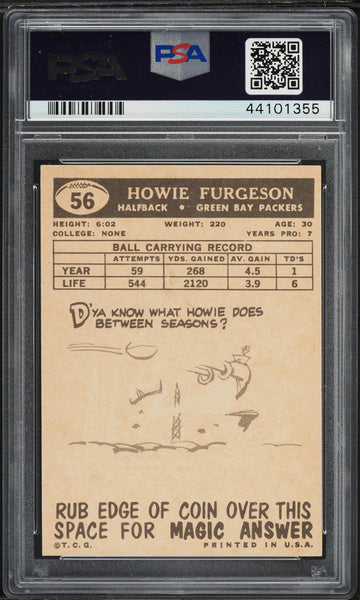 PSA PSA
44101355
56 HOWIE FURGESON
HALFBACK • GREEN BAY PACKERS
HEIGHT: 6:02 WEIGHT: 220 AGE: 30
COLLEGE: NONE YEARS PRO: 7
BALL CARRYING RECORD
ATTEMPTS YDS. GAINED AV. GAIN TD'S
YEAR 59 268 4.5 1
LIFE 544 2120 3.9 6
D'YA KNOW WHAT HOWIE DOES
BETWEEN SEASONS?
RUB EDGE OF COIN OVER THIS
SPACE FOR MAGIC ANSWER
©T.C.G. PRINTED IN U.S.A.